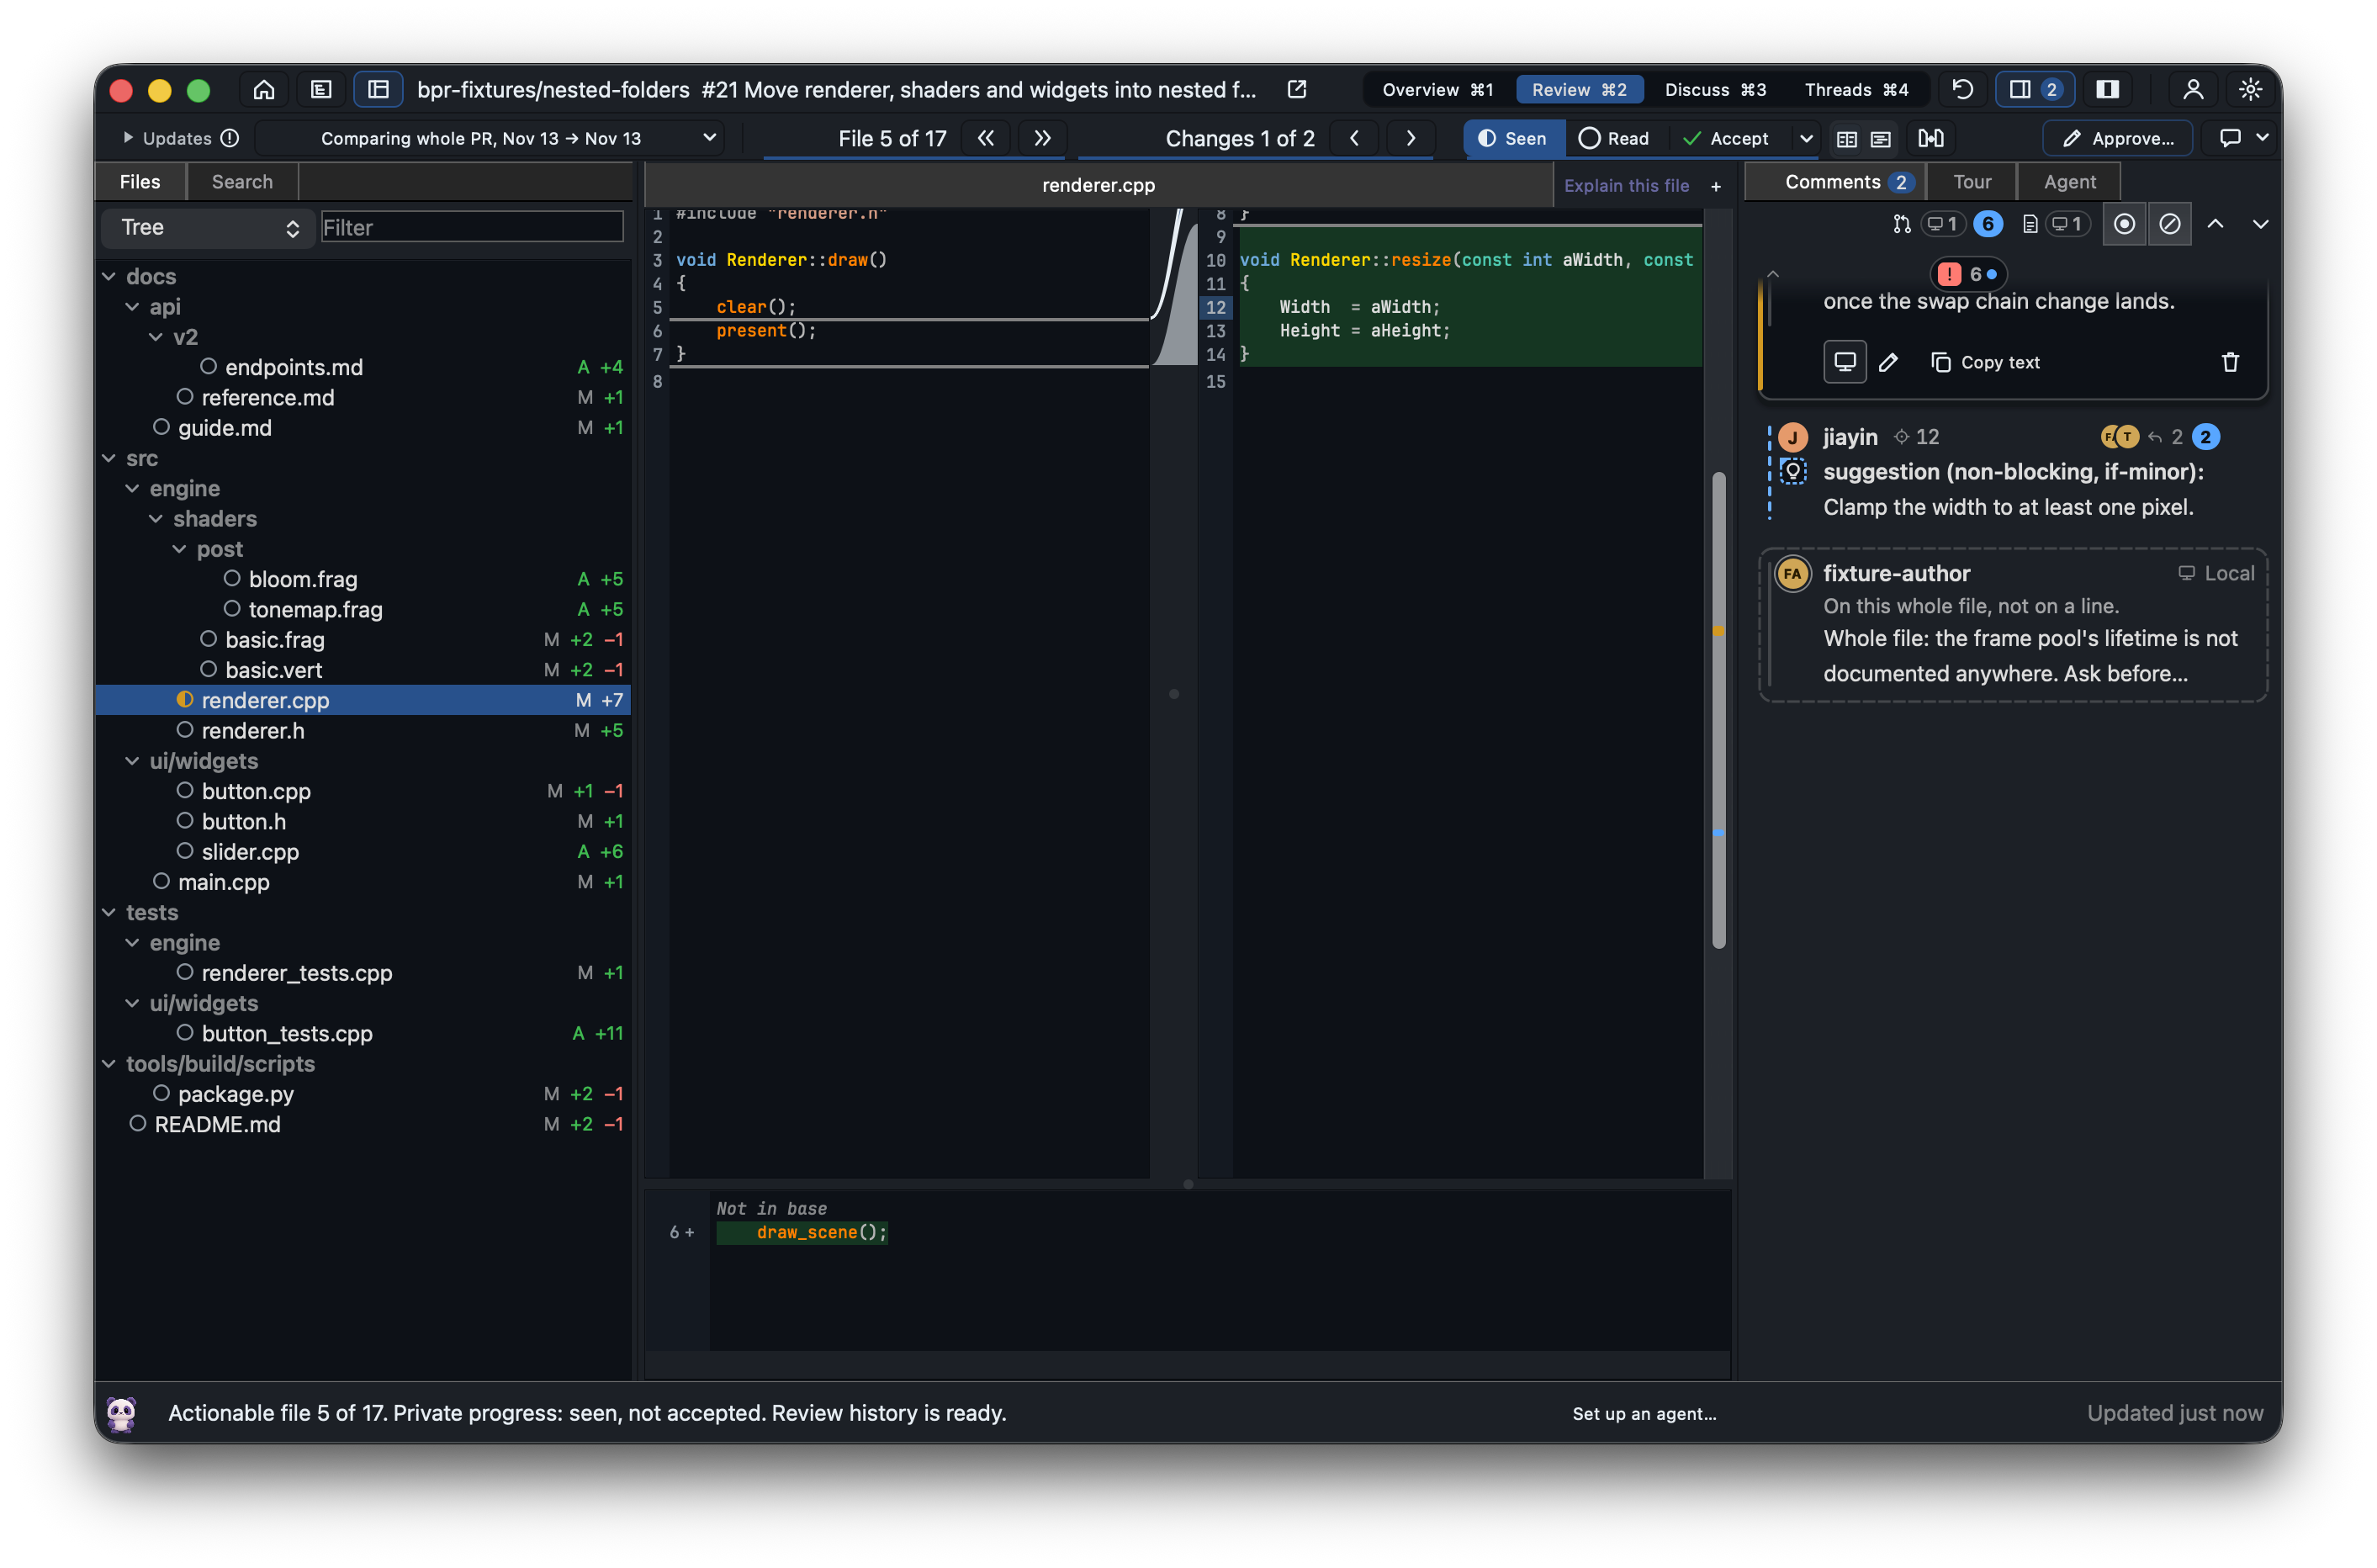 bpr-fixtures/nested-folders #21 Move renderer, shaders and widgets into nested f...
Overview ⌘1
Review ⌘2
Discuss ⌘3
Threads ⌘4
2
Updates
Comparing whole PR, Nov 13 → Nov 13
File 5 of 17
Changes 1 of 2
Seen
Read
Accept
Approve...
Files
Search
Tree
Filter
docs
api
v2
endpoints.md A +4
reference.md M +1
guide.md M +1
src
engine
shaders
post
bloom.frag A +5
tonemap.frag A +5
basic.frag M +2 −1
basic.vert M +2 −1
renderer.cpp M +7
renderer.h M +5
ui/widgets
button.cpp M +1 −1
button.h M +1
slider.cpp A +6
main.cpp M +1
tests
engine
renderer_tests.cpp M +1
ui/widgets
button_tests.cpp A +11
tools/build/scripts
package.py M +2 −1
README.md M +2 −1
renderer.cpp
Explain this file +
1 #include "renderer.h"
2
3 void Renderer::draw()
4 {
5 clear();
6 present();
7 }
8
8 }
9
10 void Renderer::resize(const int aWidth, const
11 {
12 Width = aWidth;
13 Height = aHeight;
14 }
15
Not in base
6 + draw_scene();
Comments 2
Tour
Agent
1 6 1
! 6
once the swap chain change lands.
Copy text
J jiayin 12 T 2 2
suggestion (non-blocking, if-minor):
Clamp the width to at least one pixel.
FA fixture-author Local
On this whole file, not on a line.
Whole file: the frame pool's lifetime is not
documented anywhere. Ask before...
Actionable file 5 of 17. Private progress: seen, not accepted. Review history is ready.
Set up an agent...
Updated just now